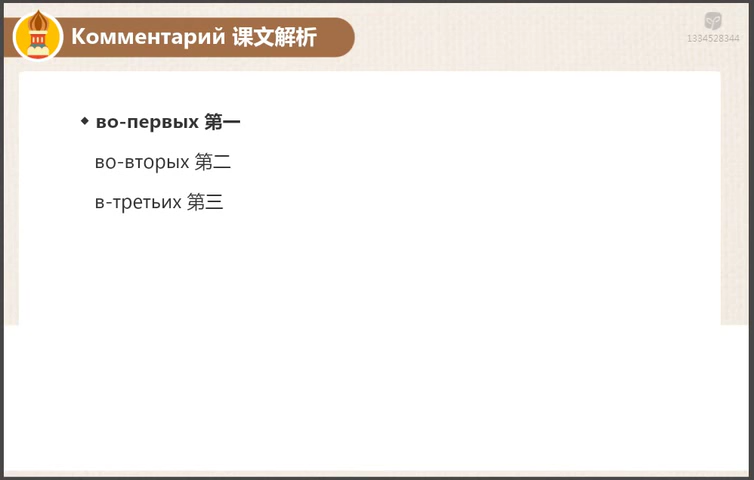 Комментарий 课文解析
1334528344
◆ во-первых 第一
во-вторых 第二
в-третьих 第三